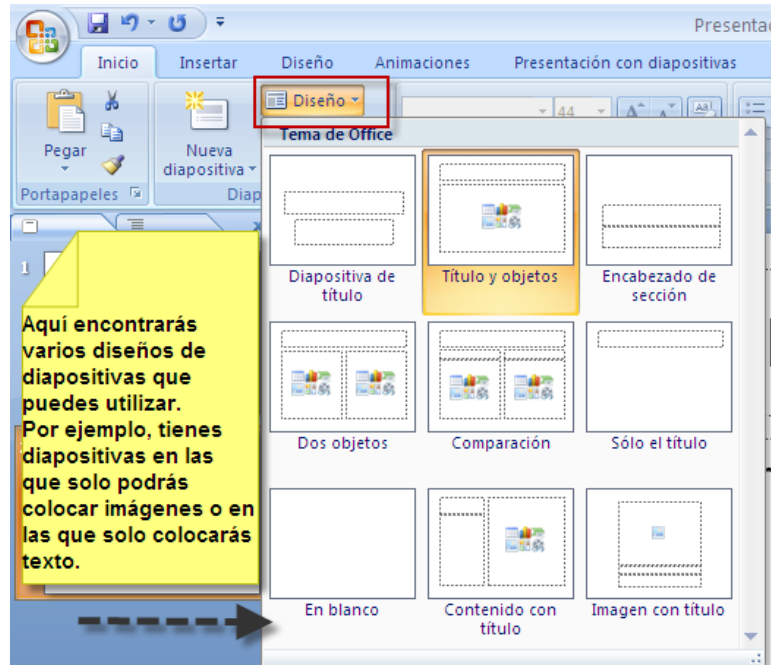 Presenta
Inicio Insertar Diseño Animaciones Presentación con diapositivas
Diseño
44
Pegar
Nueva
diapositiva
Portapapeles
Diap
Tema de Office
1
Diapositiva de
título
Título y objetos
Encabezado de
sección
Dos objetos
Comparación
Sólo el título
En blanco
Contenido con
título
Imagen con título
Aquí encontrarás
varios diseños de
diapositivas que
puedes utilizar.
Por ejemplo, tienes
diapositivas en las
que solo podrás
colocar imágenes o en
las que solo colocarás
texto.